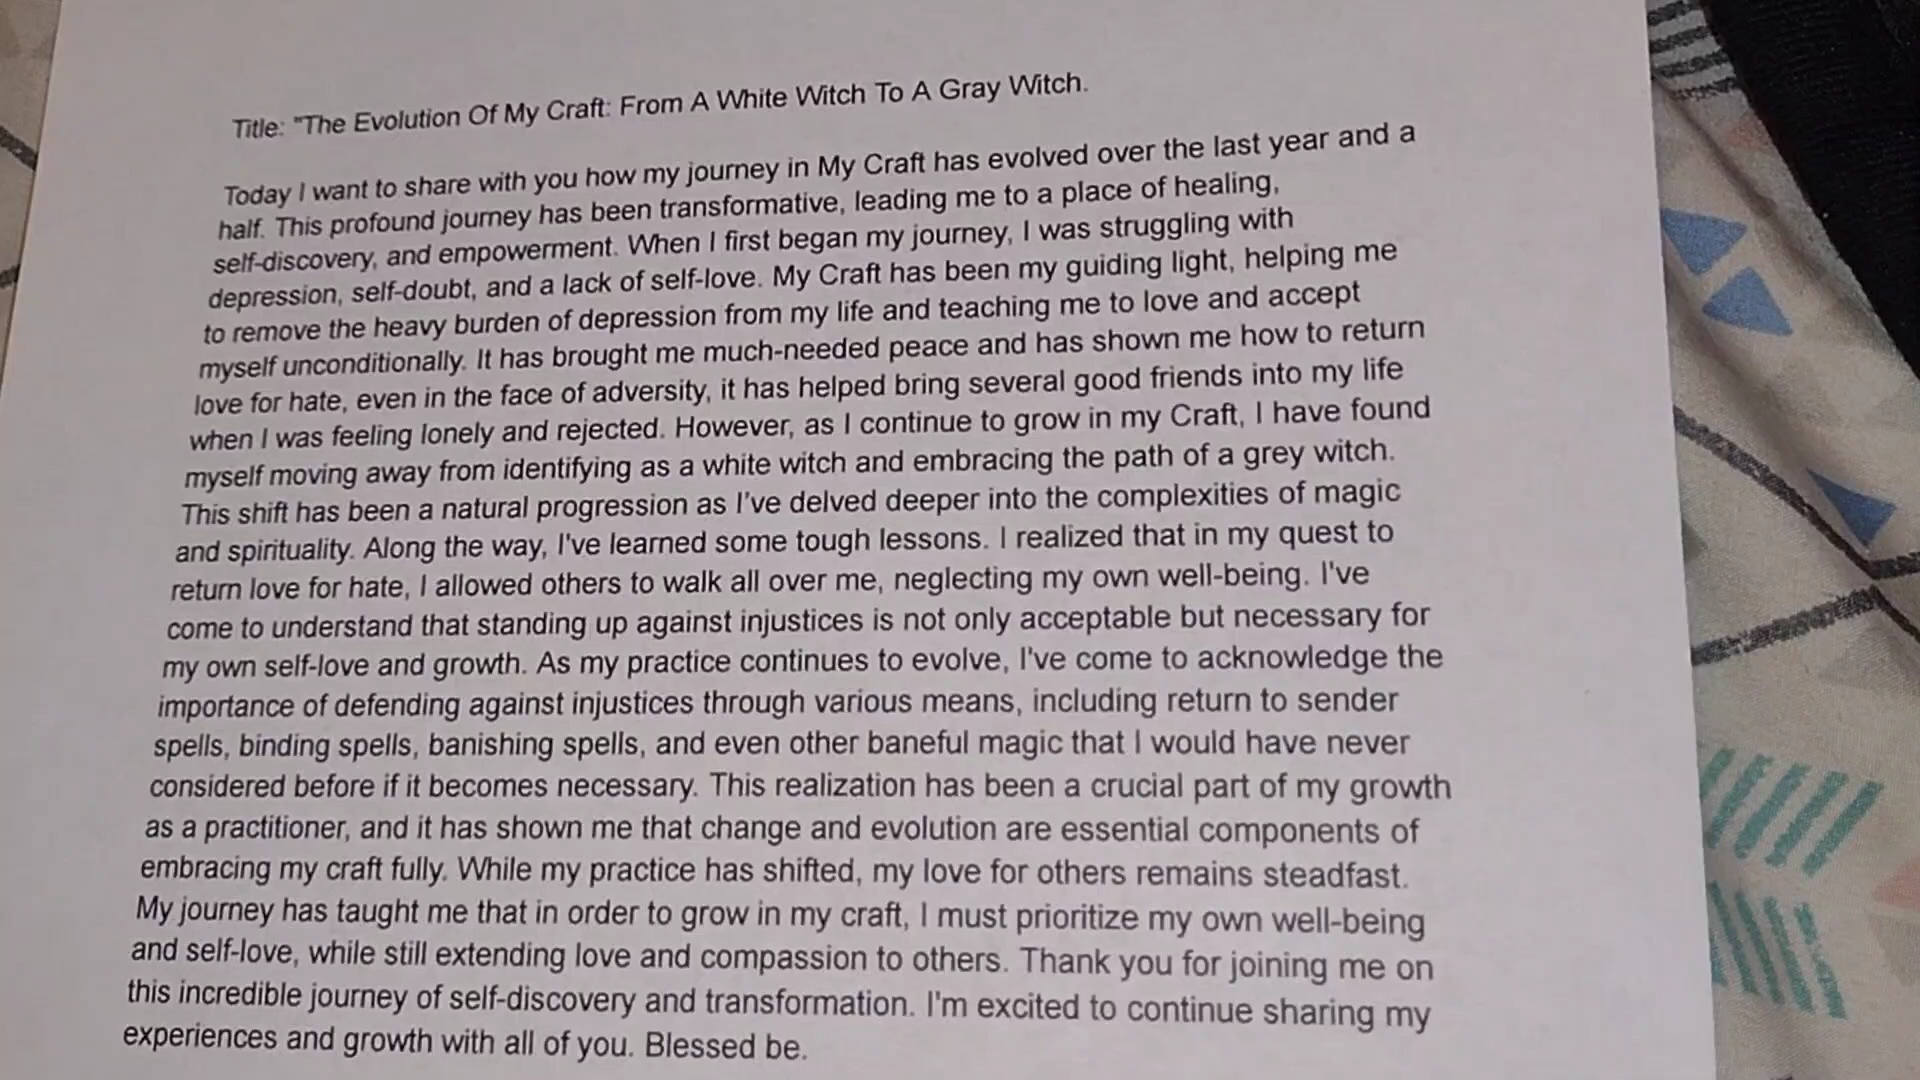 Title: "The Evolution Of My Craft: From A White Witch To A Gray Witch.
Today I want to share with you how my journey in My Craft has evolved over the last year and a
half. This profound journey has been transformative, leading me to a place of healing,
self-discovery, and empowerment. When I first began my journey, I was struggling with
depression, self-doubt, and a lack of self-love. My Craft has been my guiding light, helping me
to remove the heavy burden of depression from my life and teaching me to love and accept
myself unconditionally. It has brought me much-needed peace and has shown me how to return
love for hate, even in the face of adversity, it has helped bring several good friends into my life
when I was feeling lonely and rejected. However, as I continue to grow in my Craft, I have found
myself moving away from identifying as a white witch and embracing the path of a grey witch.
This shift has been a natural progression as I've delved deeper into the complexities of magic
and spirituality. Along the way, I've learned some tough lessons. I realized that in my quest to
return love for hate, I allowed others to walk all over me, neglecting my own well-being. I've
come to understand that standing up against injustices is not only acceptable but necessary for
my own self-love and growth. As my practice continues to evolve, I've come to acknowledge the
importance of defending against injustices through various means, including return to sender
spells, binding spells, banishing spells, and even other baneful magic that I would have never
considered before if it becomes necessary. This realization has been a crucial part of my growth
as a practitioner, and it has shown me that change and evolution are essential components of
embracing my craft fully. While my practice has shifted, my love for others remains steadfast.
My journey has taught me that in order to grow in my craft, I must prioritize my own well-being
and self-love, while still extending love and compassion to others. Thank you for joining me on
this incredible journey of self-discovery and transformation. I'm excited to continue sharing my
experiences and growth with all of you. Blessed be.